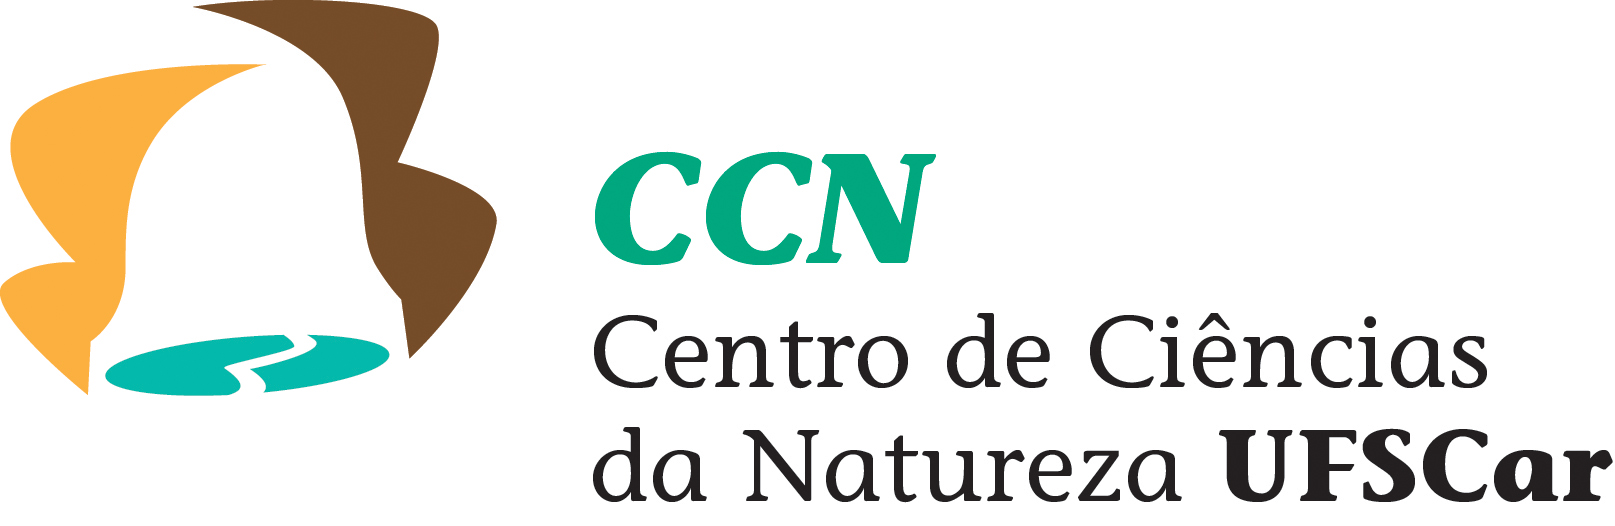 CCN
Centro de Ciências
da Natureza UFSCar